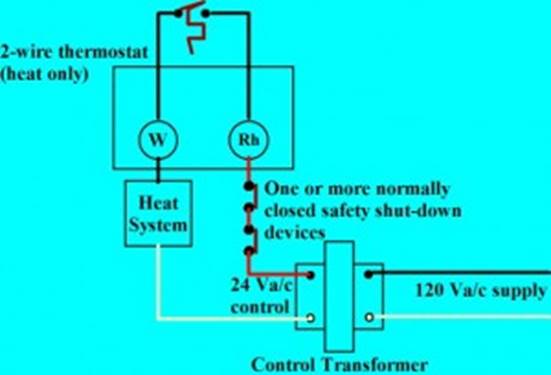 2-wire thermostat
(heat only)
W
Rh
Heat
System
One or more normally
closed safety shut-down
devices
24 Va/c
control
120 Va/c supply
Control Transformer